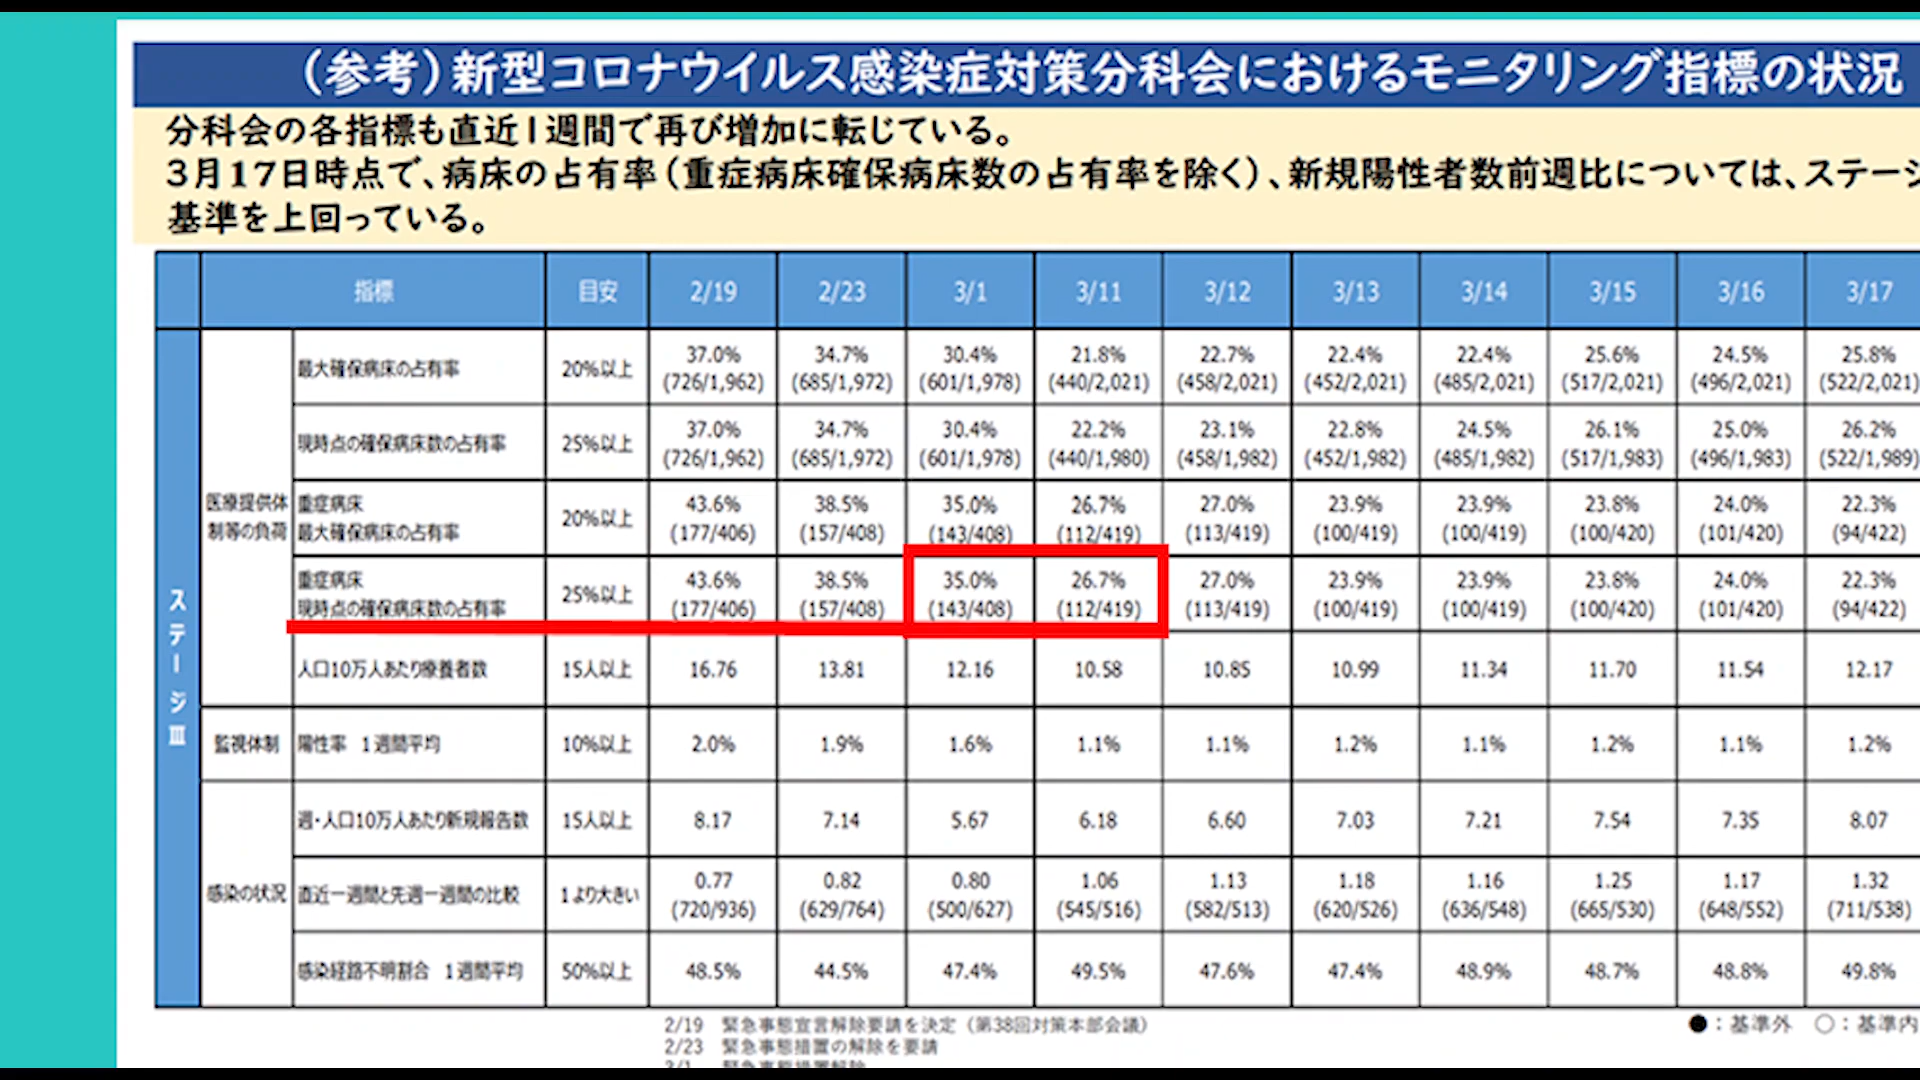 （参考）新型コロナウイルス感染症対策分科会におけるモニタリング指標の状況
分科会の各指標も直近1週間で再び増加に転じている。
3月17日時点で、病床の占有率（重症病床確保病床数の占有率を除く）、新規陽性者数前週比については、ステージ
基準を上回っている。
指標 目安 2/19 2/23 3/1 3/11 3/12 3/13 3/14 3/15 3/16 3/17
ステージⅢ
医療提供体
制等の負荷
最大確保病床の占有率 20%以上 37.0% 34.7% 30.4% 21.8% 22.7% 22.4% 22.4% 25.6% 24.5% 25.8%
(726/1,962) (685/1,972) (601/1,978) (440/2,021) (458/2,021) (452/2,021) (485/2,021) (517/2,021) (496/2,021) (522/2,021)
現時点の確保病床数の占有率 25%以上 37.0% 34.7% 30.4% 22.2% 23.1% 22.8% 24.5% 26.1% 25.0% 26.2%
(726/1,962) (685/1,972) (601/1,978) (440/1,980) (458/1,982) (452/1,982) (485/1,982) (517/1,983) (496/1,983) (522/1,989)
重症病床
最大確保病床の占有率 20%以上 43.6% 38.5% 35.0% 26.7% 27.0% 23.9% 23.9% 23.8% 24.0% 22.3%
(177/406) (157/408) (143/408) (112/419) (113/419) (100/419) (100/419) (100/420) (101/420) (94/422)
重症病床
現時点の確保病床数の占有率 25%以上 43.6% 38.5% 35.0% 26.7% 27.0% 23.9% 23.9% 23.8% 24.0% 22.3%
(177/406) (157/408) (143/408) (112/419) (113/419) (100/419) (100/419) (100/420) (101/420) (94/422)
人口10万人あたり療養者数 15人以上 16.76 13.81 12.16 10.58 10.85 10.99 11.34 11.70 11.54 12.17
監視体制 陽性率　1週間平均 10%以上 2.0% 1.9% 1.6% 1.1% 1.1% 1.2% 1.1% 1.2% 1.1% 1.2%
感染の状況
週・人口10万人あたり新規報告数 15人以上 8.17 7.14 5.67 6.18 6.60 7.03 7.21 7.54 7.35 8.07
直近一週間と先週一週間の比較 1より大きい 0.77 0.82 0.80 1.06 1.13 1.18 1.16 1.25 1.17 1.32
(720/936) (629/764) (500/627) (545/516) (582/513) (620/526) (636/548) (665/530) (648/552) (711/538)
感染経路不明割合　1週間平均 50%以上 48.5% 44.5% 47.4% 49.5% 47.6% 47.4% 48.9% 48.7% 48.8% 49.8%
2/19　緊急事態宣言解除要請を決定（第38回対策本部会議）
●：基準外　○：基準内
2/23　緊急事態措置の解除を要請
3/1　緊急事態措置解除